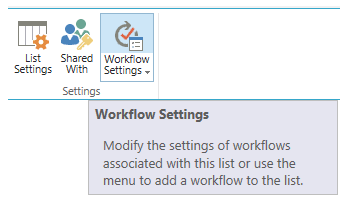 List
Settings
Shared
With
Workflow
Settings
Settings
Workflow Settings
Modify the settings of workflows
associated with this list or use the
menu to add a workflow to the list.